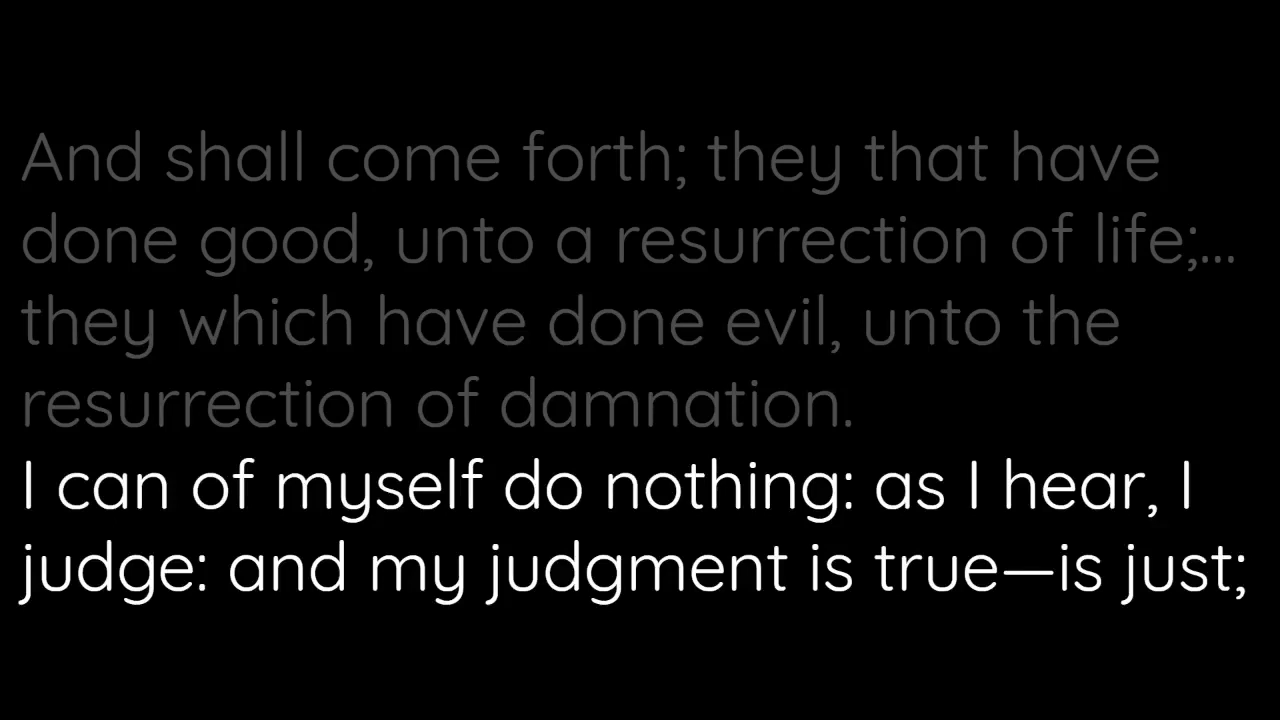 And shall come forth; they that have
done good, unto a resurrection of life;...
they which have done evil, unto the
resurrection of damnation.
I can of myself do nothing: as I hear, I
judge: and my judgment is true—is just;